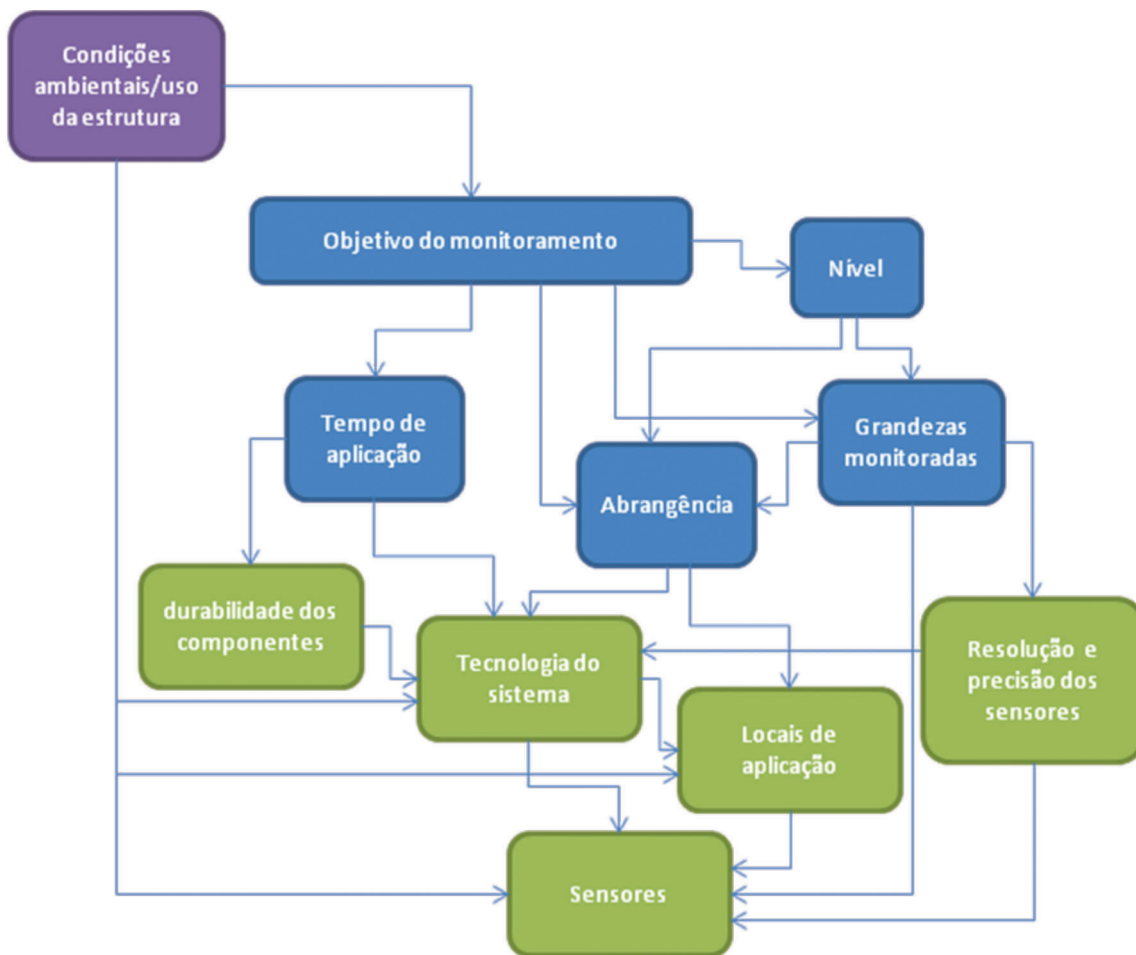 Condições
ambientais/uso
da estrutura
Objetivo do monitoramento
Nível
Tempo de
aplicação
Grandezas
monitoradas
Abrangência
durabilidade dos
componentes
Tecnologia do
sistema
Resolução e
precisão dos
sensores
Locais de
aplicação
Sensores